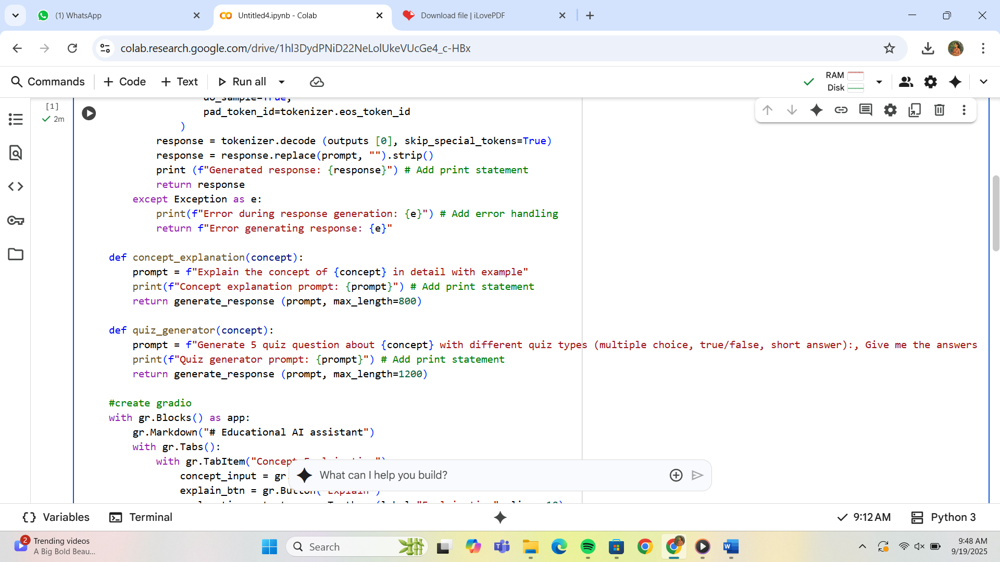 (1) WhatsApp
Untitled4.ipynb - Colab
Download file | iLovePDF
colab.research.google.com/drive/1hl3DydPNiD22NeLolUkeVUcGe4_c-HBx
Commands
+ Code
+ Text
Run all
RAM
Disk
[1]
2m
do_sample=True,
pad_token_id=tokenizer.eos_token_id
)
response = tokenizer.decode (outputs [0], skip_special_tokens=True)
response = response.replace(prompt, "").strip()
print (f"Generated response: {response}") # Add print statement
return response
except Exception as e:
print(f"Error during response generation: {e}") # Add error handling
return f"Error generating response: {e}"
def concept_explanation(concept):
prompt = f"Explain the concept of {concept} in detail with example"
print(f"Concept explanation prompt: {prompt}") # Add print statement
return generate_response (prompt, max_length=800)
def quiz_generator(concept):
prompt = f"Generate 5 quiz question about {concept} with different quiz types (multiple choice, true/false, short answer):, Give me the answers
print(f"Quiz generator prompt: {prompt}") # Add print statement
return generate_response (prompt, max_length=1200)
#create gradio
with gr.Blocks() as app:
gr.Markdown("# Educational AI assistant")
with gr.Tabs():
with gr.TabItem("Concept
concept_input = gr.
explain_btn = gr.Button("Explain")
What can I help you build?
Variables
Terminal
9:12 AM
Python 3
2
Trending videos
A Big Bold Beau...
Search
9:48 AM
9/19/2025